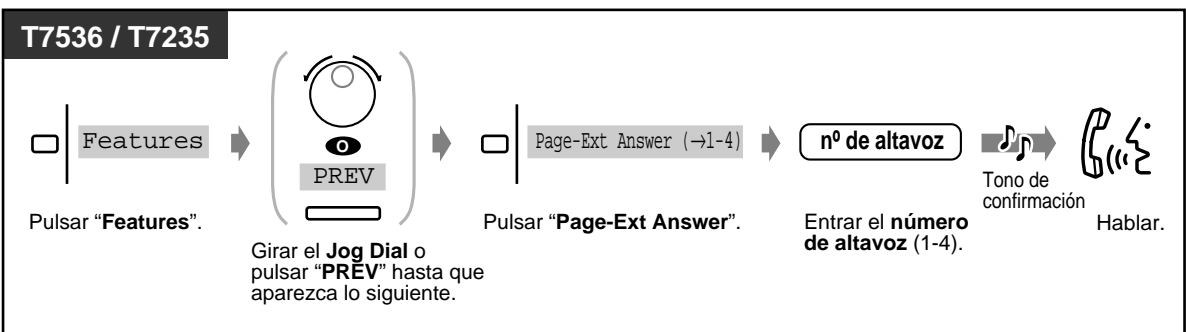 T7536 / T7235
Features
o
PREV
Page-Ext Answer (→1-4)
nº de altavoz
Tono de
confirmación
Pulsar “Features”.
Girar el Jog Dial o
pulsar “PREV” hasta que
aparezca lo siguiente.
Pulsar “Page-Ext Answer”.
Entrar el número
de altavoz (1-4).
Hablar.